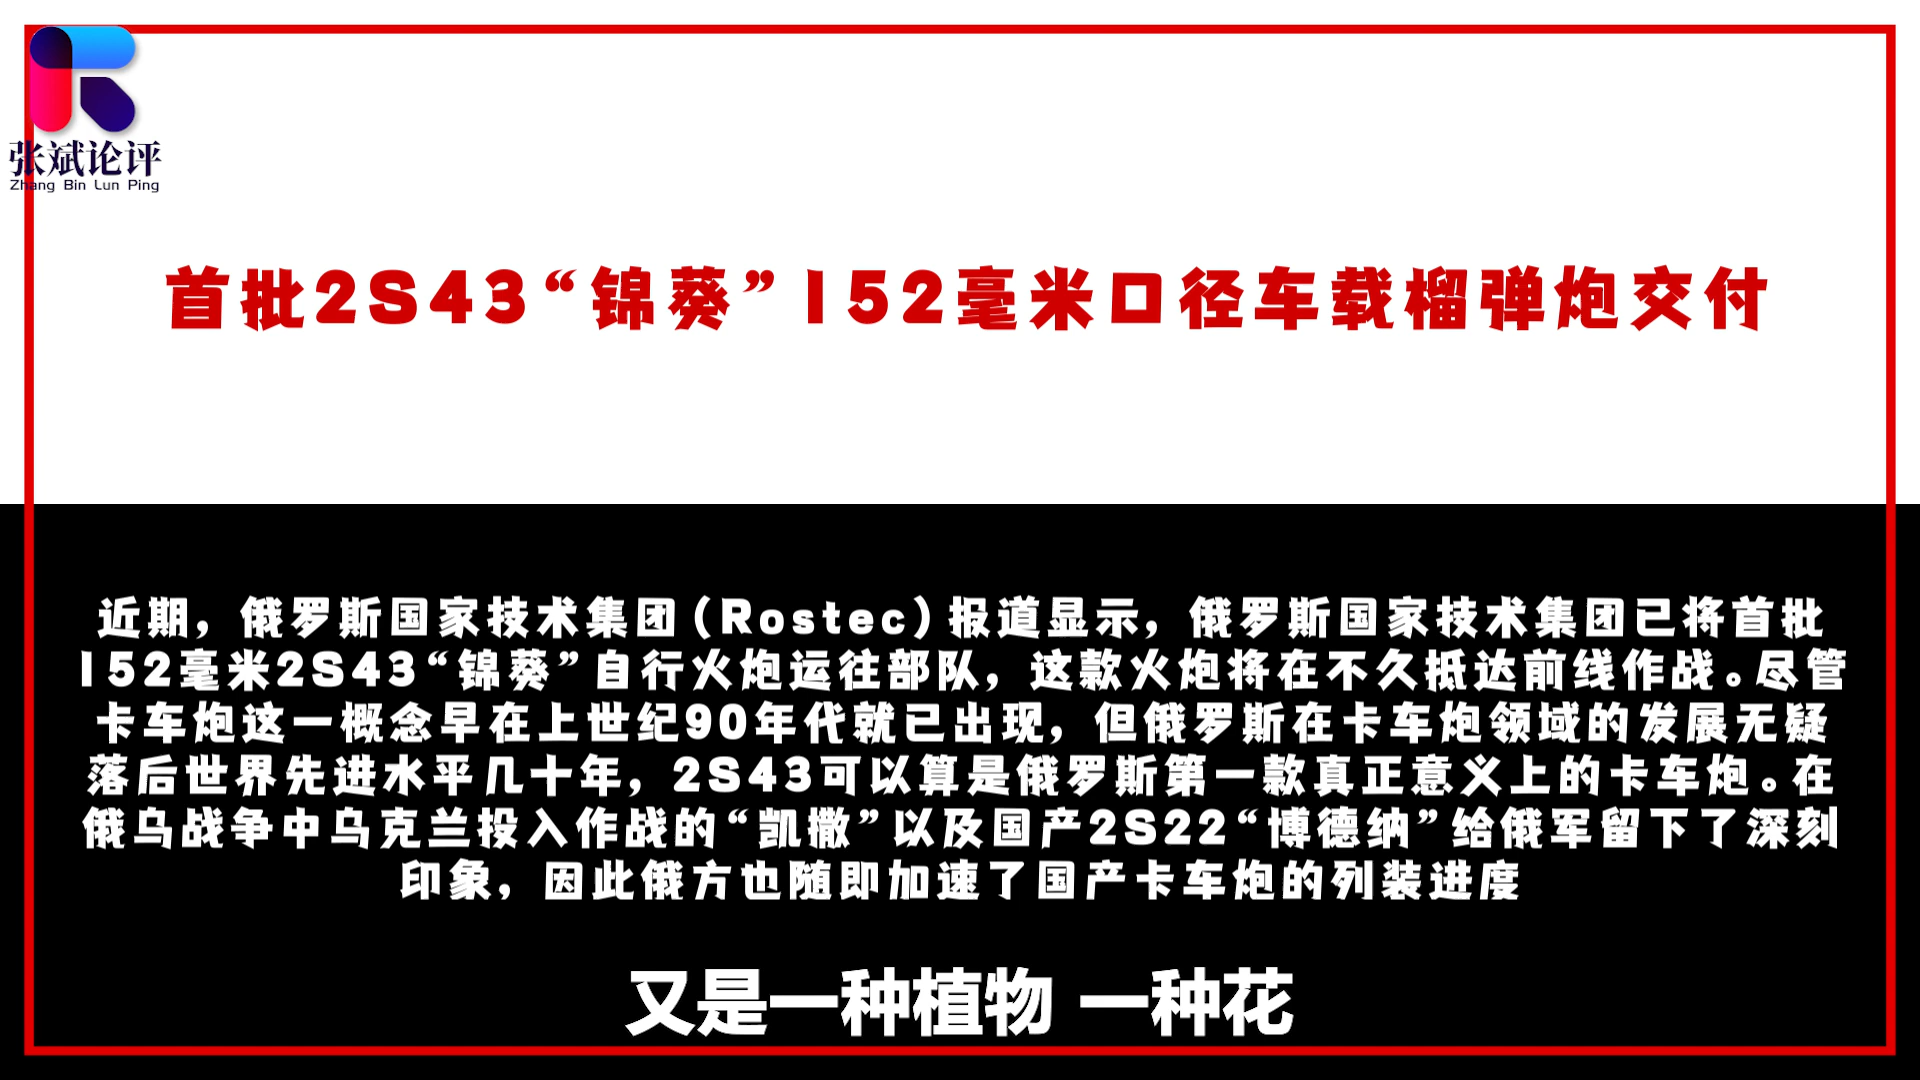 张斌论评
Zhang Bin Lun Ping
首批2S43“锦葵”152毫米口径车载榴弹炮交付
近期，俄罗斯国家技术集团(Rostec)报道显示，俄罗斯国家技术集团已将首批
152毫米2S43“锦葵”自行火炮运往部队，这款火炮将在不久抵达前线作战。尽管
卡车炮这一概念早在上世纪90年代就已出现，但俄罗斯在卡车炮领域的发展无疑
落后世界先进水平几十年，2S43可以算是俄罗斯第一款真正意义上的卡车炮。在
俄乌战争中乌克兰投入作战的“凯撒”以及国产2S22“博德纳”给俄军留下了深刻
印象，因此俄方也随即加速了国产卡车炮的列装进度
又是一种植物 一种花